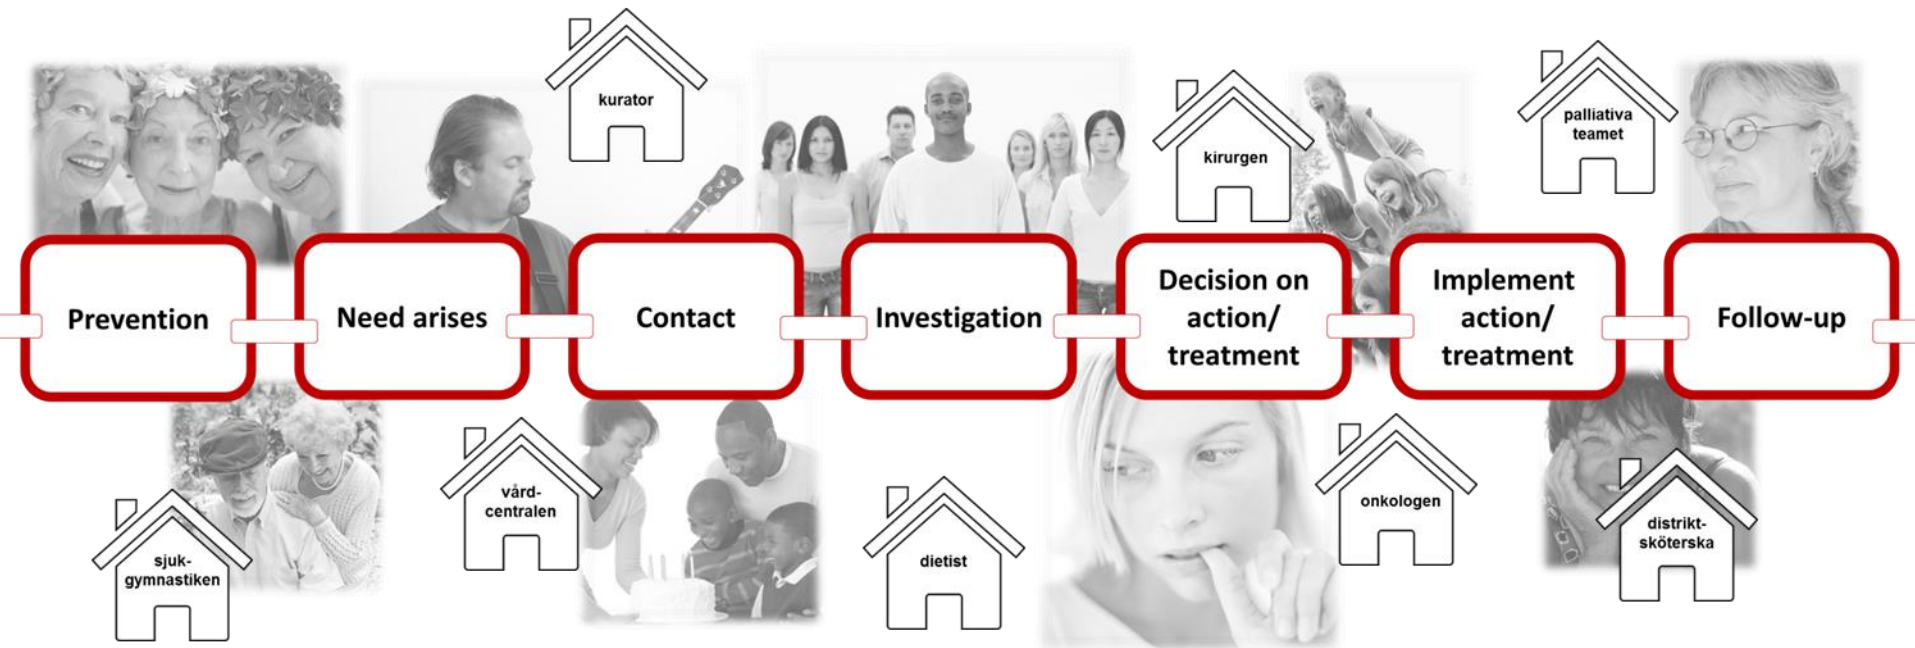 kurator
kirurgen
palliativa
teamet
Prevention
Need arises
Contact
Investigation
Decision on
action/
treatment
Implement
action/
treatment
Follow-up
sjuk-
gymnastiken
vård-
centralen
dietist
onkologen
distrikt-
sköterska